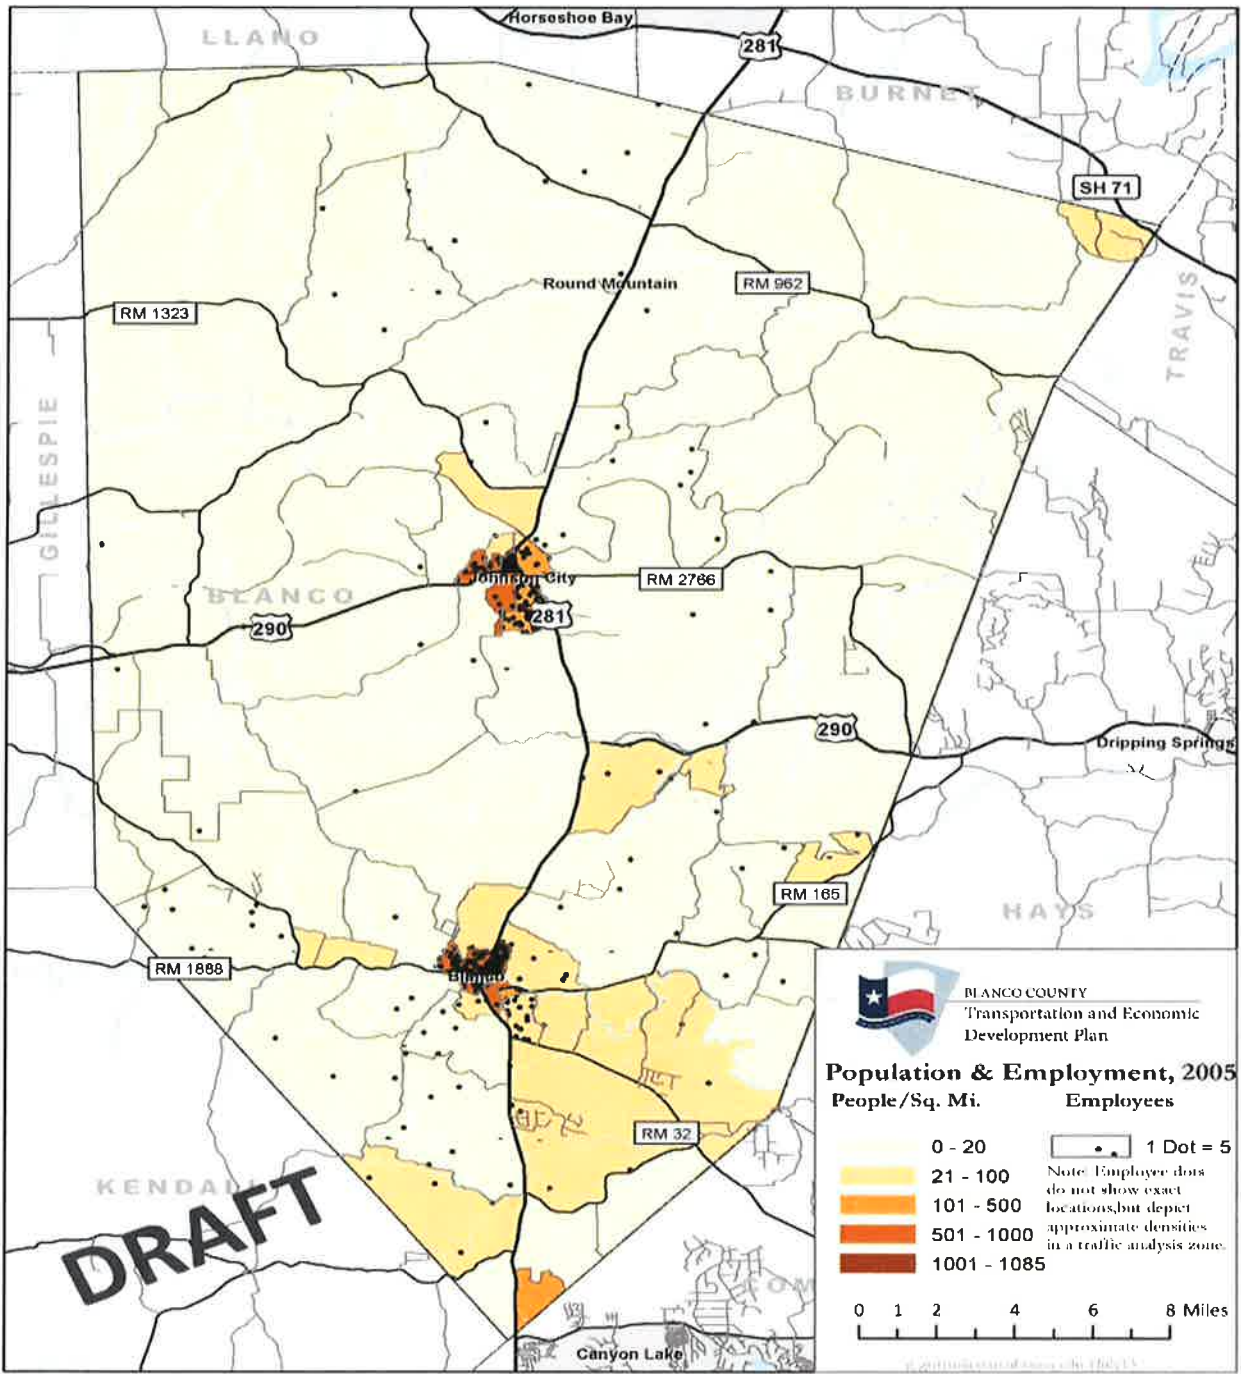 Horseshoe Bay
LLANO
281
BURNET
SH 71
Round Mountain
RM 962
RM 1323
TRAVIS
GILLESPIE
Johnson City
RM 2766
BLANCO
281
290
290
Dripping Springs
RM 165
HAYS
RM 1888
Blanco
RM 32
KENDALL
DRAFT
COM
Canyon Lake
BLANCO COUNTY
Transportation and Economic
Development Plan
Population & Employment, 2005
People/Sq. Mi. Employees
0 - 20 1 Dot = 5
21 - 100
101 - 500
501 - 1000
1001 - 1085
Note: Employee dots
do not show exact
locations,but depict
approximate densities
in a traffic analysis zone.
0 1 2 4 6 8 Miles